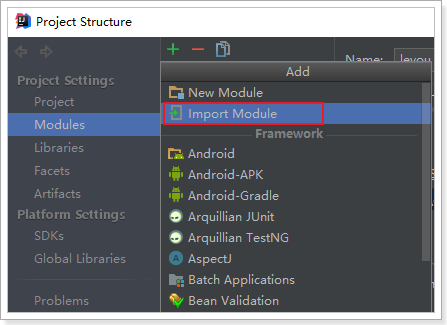 Project Structure
Project Settings
Project
Modules
Libraries
Facets
Artifacts
Platform Settings
SDKs
Global Libraries
Problems
Name:
Add
New Module
Import Module
Framework
Android
Android-APK
Android-Gradle
Arquillian JUnit
Arquillian TestNG
AspectJ
Batch Applications
Bean Validation